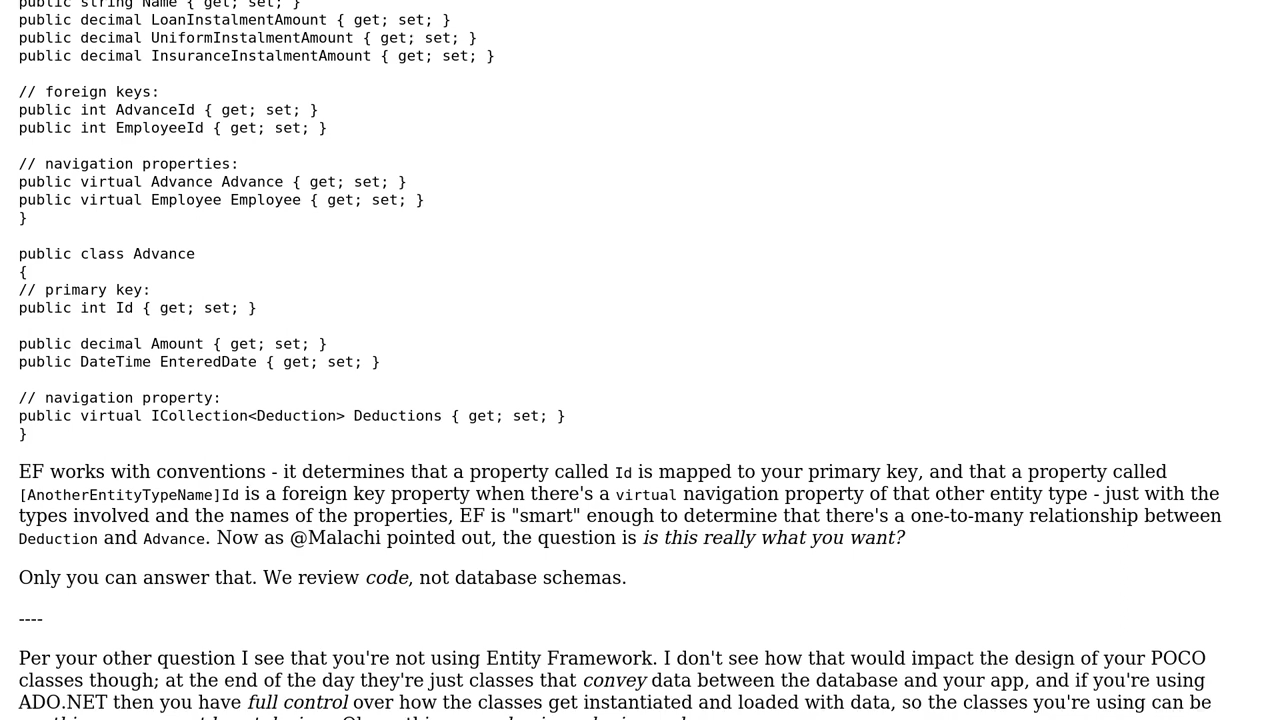 public string Name { get; set; }
public decimal LoanInstalmentAmount { get; set; }
public decimal UniformInstalmentAmount { get; set; }
public decimal InsuranceInstalmentAmount { get; set; }
// foreign keys:
public int AdvanceId { get; set; }
public int EmployeeId { get; set; }
// navigation properties:
public virtual Advance Advance { get; set; }
public virtual Employee Employee { get; set; }
}
public class Advance
{
// primary key:
public int Id { get; set; }
public decimal Amount { get; set; }
public DateTime EnteredDate { get; set; }
// navigation property:
public virtual ICollection<Deduction> Deductions { get; set; }
}
EF works with conventions - it determines that a property called Id is mapped to your primary key, and that a property called
[AnotherEntityTypeName]Id is a foreign key property when there's a virtual navigation property of that other entity type - just with the
types involved and the names of the properties, EF is "smart" enough to determine that there's a one-to-many relationship between
Deduction and Advance. Now as @Malachi pointed out, the question is is this really what you want?
Only you can answer that. We review code, not database schemas.
----
Per your other question I see that you're not using Entity Framework. I don't see how that would impact the design of your POCO
classes though; at the end of the day they're just classes that convey data between the database and your app, and if you're using
ADO.NET then you have full control over how the classes get instantiated and loaded with data, so the classes you're using can be